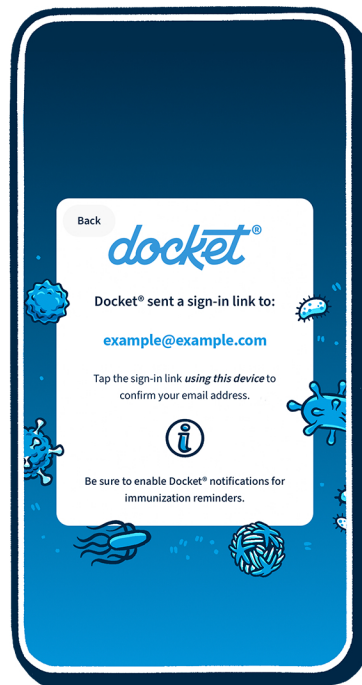 Back
docket®
Docket® sent a sign-in link to:
example@example.com
Tap the sign-in link using this device to
confirm your email address.
i
Be sure to enable Docket® notifications for
immunization reminders.